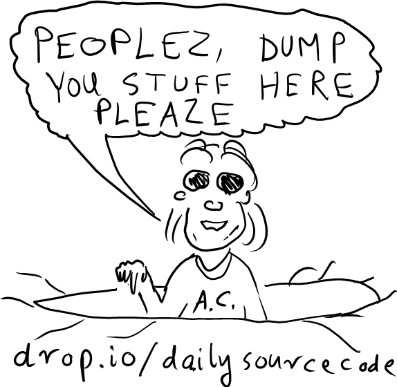 PEOPLEZ, DUMP
YOU STUFF HERE
PLEAZE
A.C.
drop.io/dailysourcecode